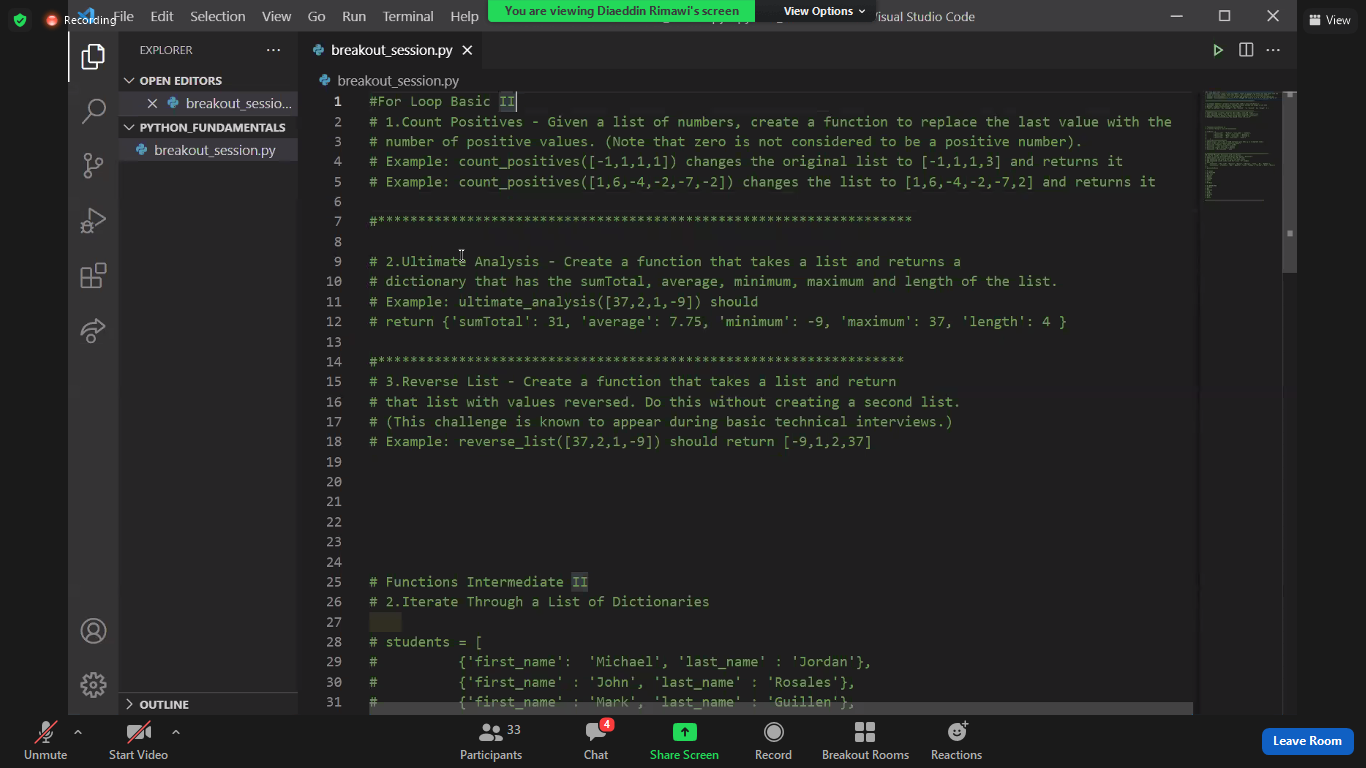 Recording
File Edit Selection View Go Run Terminal Help
You are viewing Diaeddin Rimawi's screen
View Options
Visual Studio Code
View
EXPLORER
OPEN EDITORS
breakout_sessio...
PYTHON_FUNDAMENTALS
breakout_session.py
OUTLINE
breakout_session.py
breakout_session.py
1 #For Loop Basic II
2 # 1.Count Positives - Given a list of numbers, create a function to replace the last value with the
3 # number of positive values. (Note that zero is not considered to be a positive number).
4 # Example: count_positives([-1,1,1,1]) changes the original list to [-1,1,1,3] and returns it
5 # Example: count_positives([1,6,-4,-2,-7,-2]) changes the list to [1,6,-4,-2,-7,2] and returns it
6
7 #******************************************************************
8
9 # 2.Ultimate Analysis - Create a function that takes a list and returns a
10 # dictionary that has the sumTotal, average, minimum, maximum and length of the list.
11 # Example: ultimate_analysis([37,2,1,-9]) should
12 # return {'sumTotal': 31, 'average': 7.75, 'minimum': -9, 'maximum': 37, 'length': 4 }
13
14 #*****************************************************************
15 # 3.Reverse List - Create a function that takes a list and return
16 # that list with values reversed. Do this without creating a second list.
17 # (This challenge is known to appear during basic technical interviews.)
18 # Example: reverse_list([37,2,1,-9]) should return [-9,1,2,37]
19
20
21
22
23
24
25 # Functions Intermediate II
26 # 2.Iterate Through a List of Dictionaries
27
28 # students = [
29 # {'first_name': 'Michael', 'last_name' : 'Jordan'},
30 # {'first_name' : 'John', 'last_name' : 'Rosales'},
31 # {'first_name' : 'Mark', 'last_name' : 'Guillen'},
Unmute
Start Video
33
Participants
4
Chat
Share Screen
Record
Breakout Rooms
Reactions
Leave Room